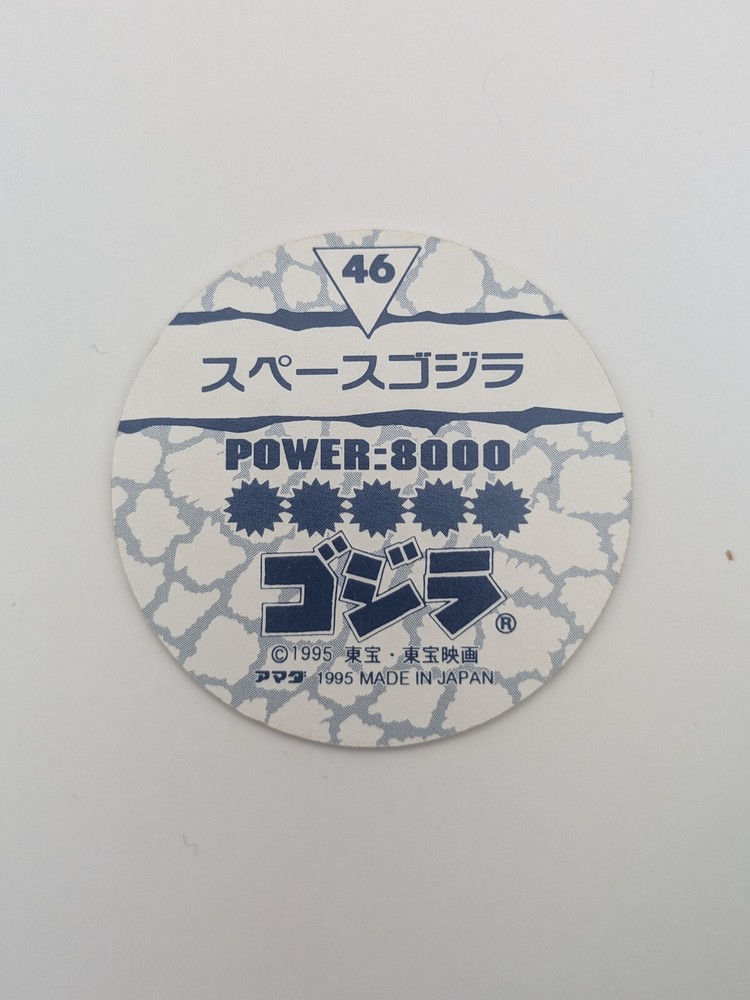 46
スペースゴジラ
POWER:8000
ゴジラ®
©1995 東宝・東宝映画
アマダ 1995 MADE IN JAPAN